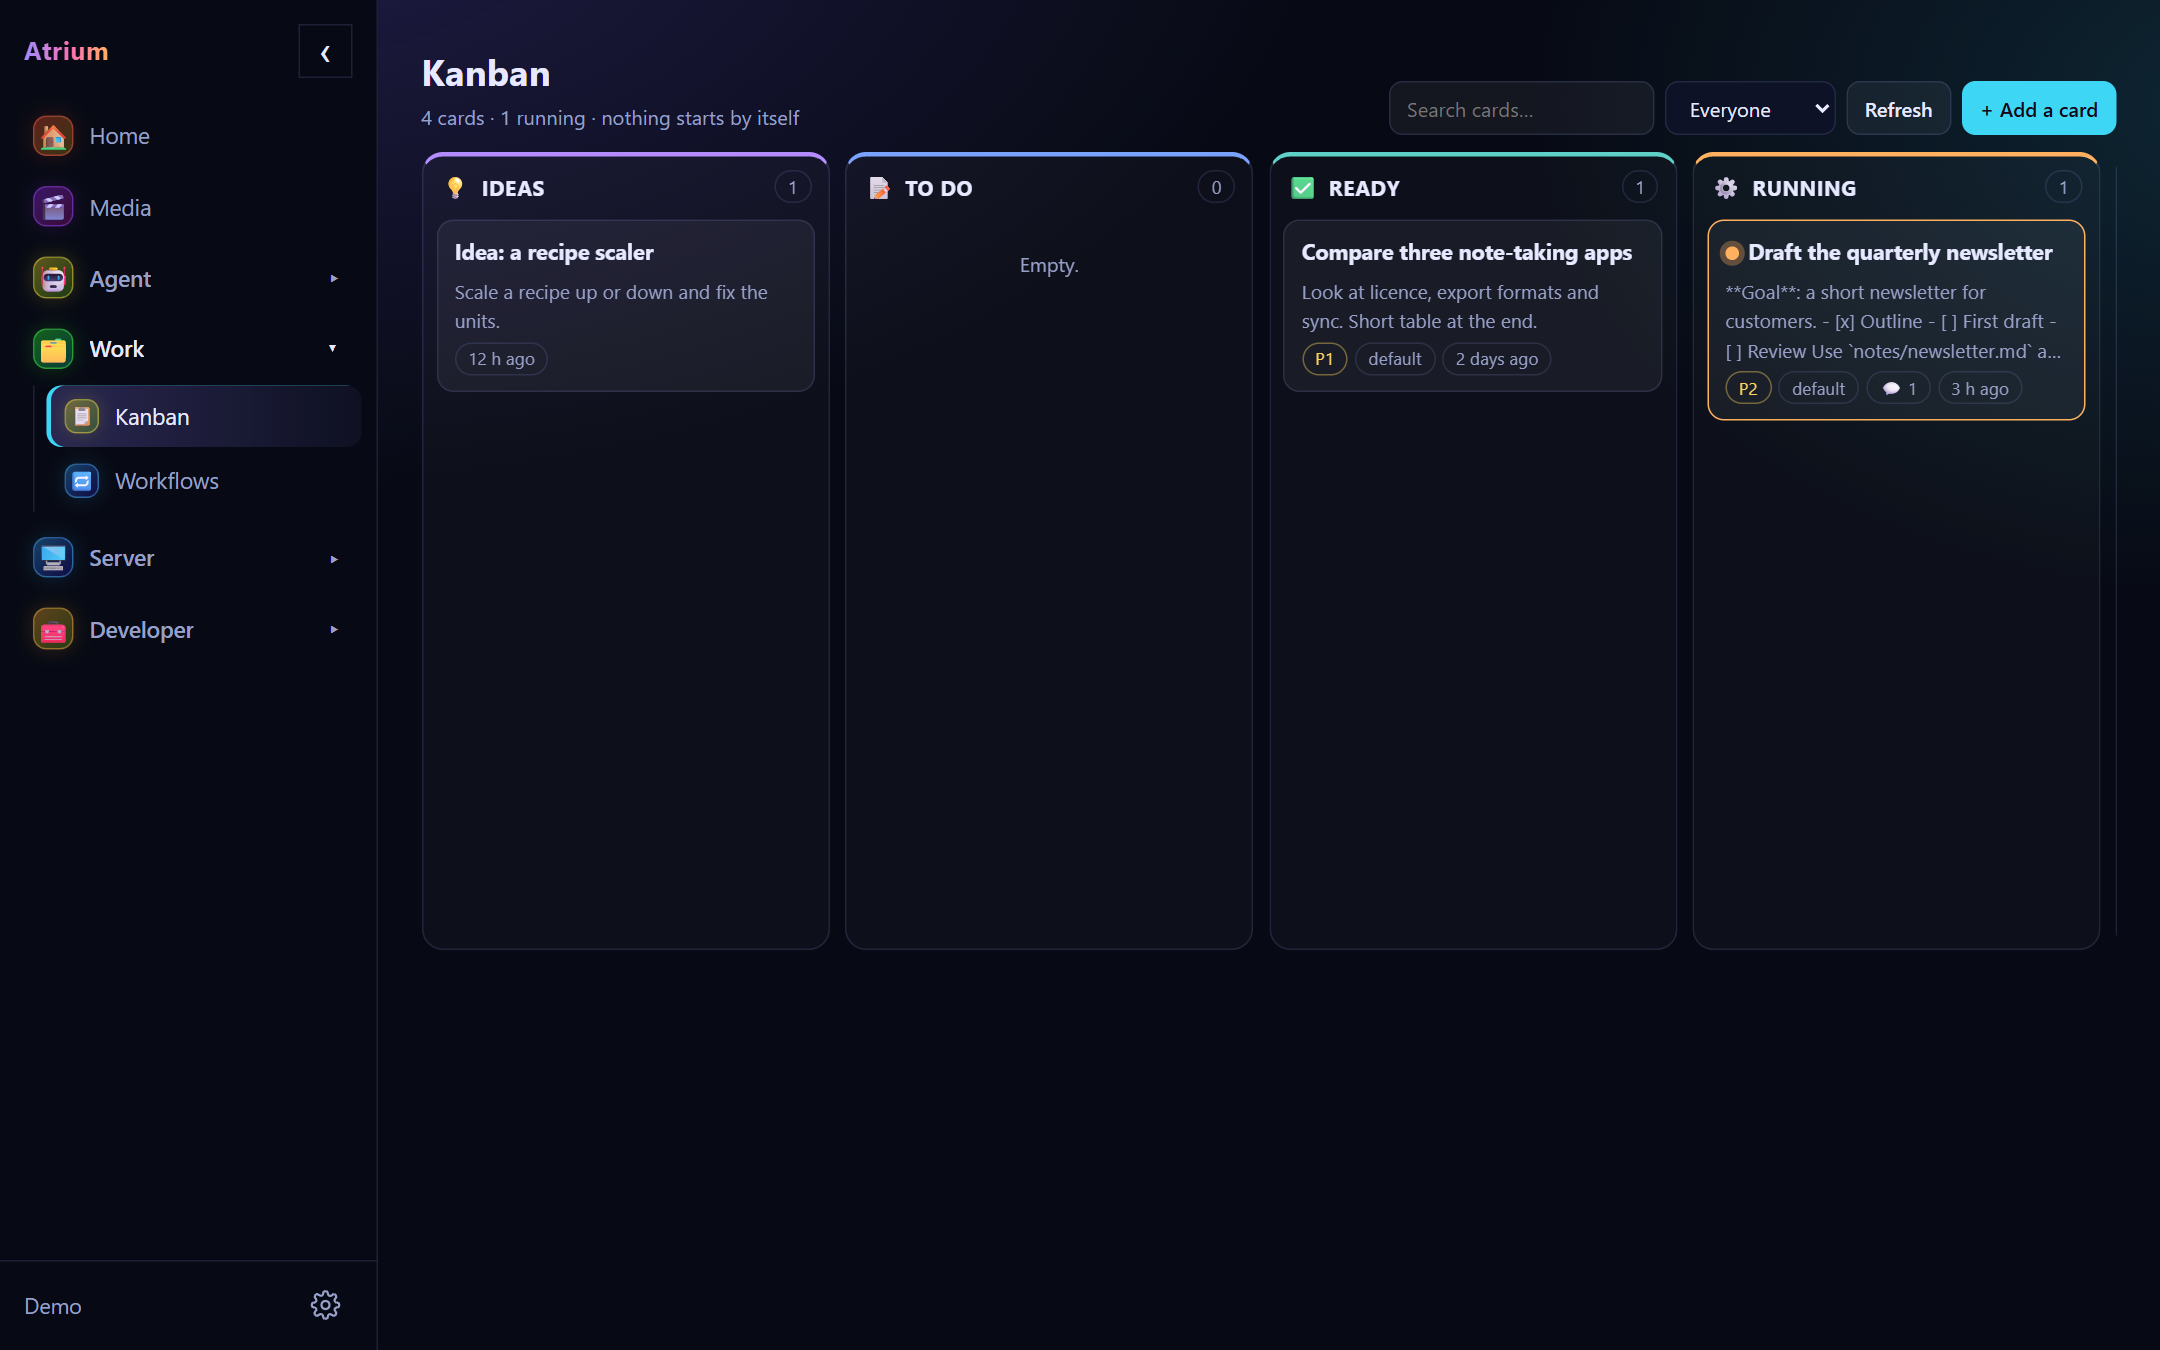 Atrium
Home
Media
Agent
Work
Kanban
Workflows
Server
Developer
Demo
Kanban
4 cards · 1 running · nothing starts by itself
Search cards...
Everyone
Refresh
+ Add a card
IDEAS
1
Idea: a recipe scaler
Scale a recipe up or down and fix the
units.
12 h ago
TO DO
0
Empty.
READY
1
Compare three note-taking apps
Look at licence, export formats and
sync. Short table at the end.
P1 default 2 days ago
RUNNING
1
Draft the quarterly newsletter
**Goal**: a short newsletter for
customers. - [x] Outline - [ ] First draft -
[ ] Review Use `notes/newsletter.md` a...
P2 default 1 3 h ago